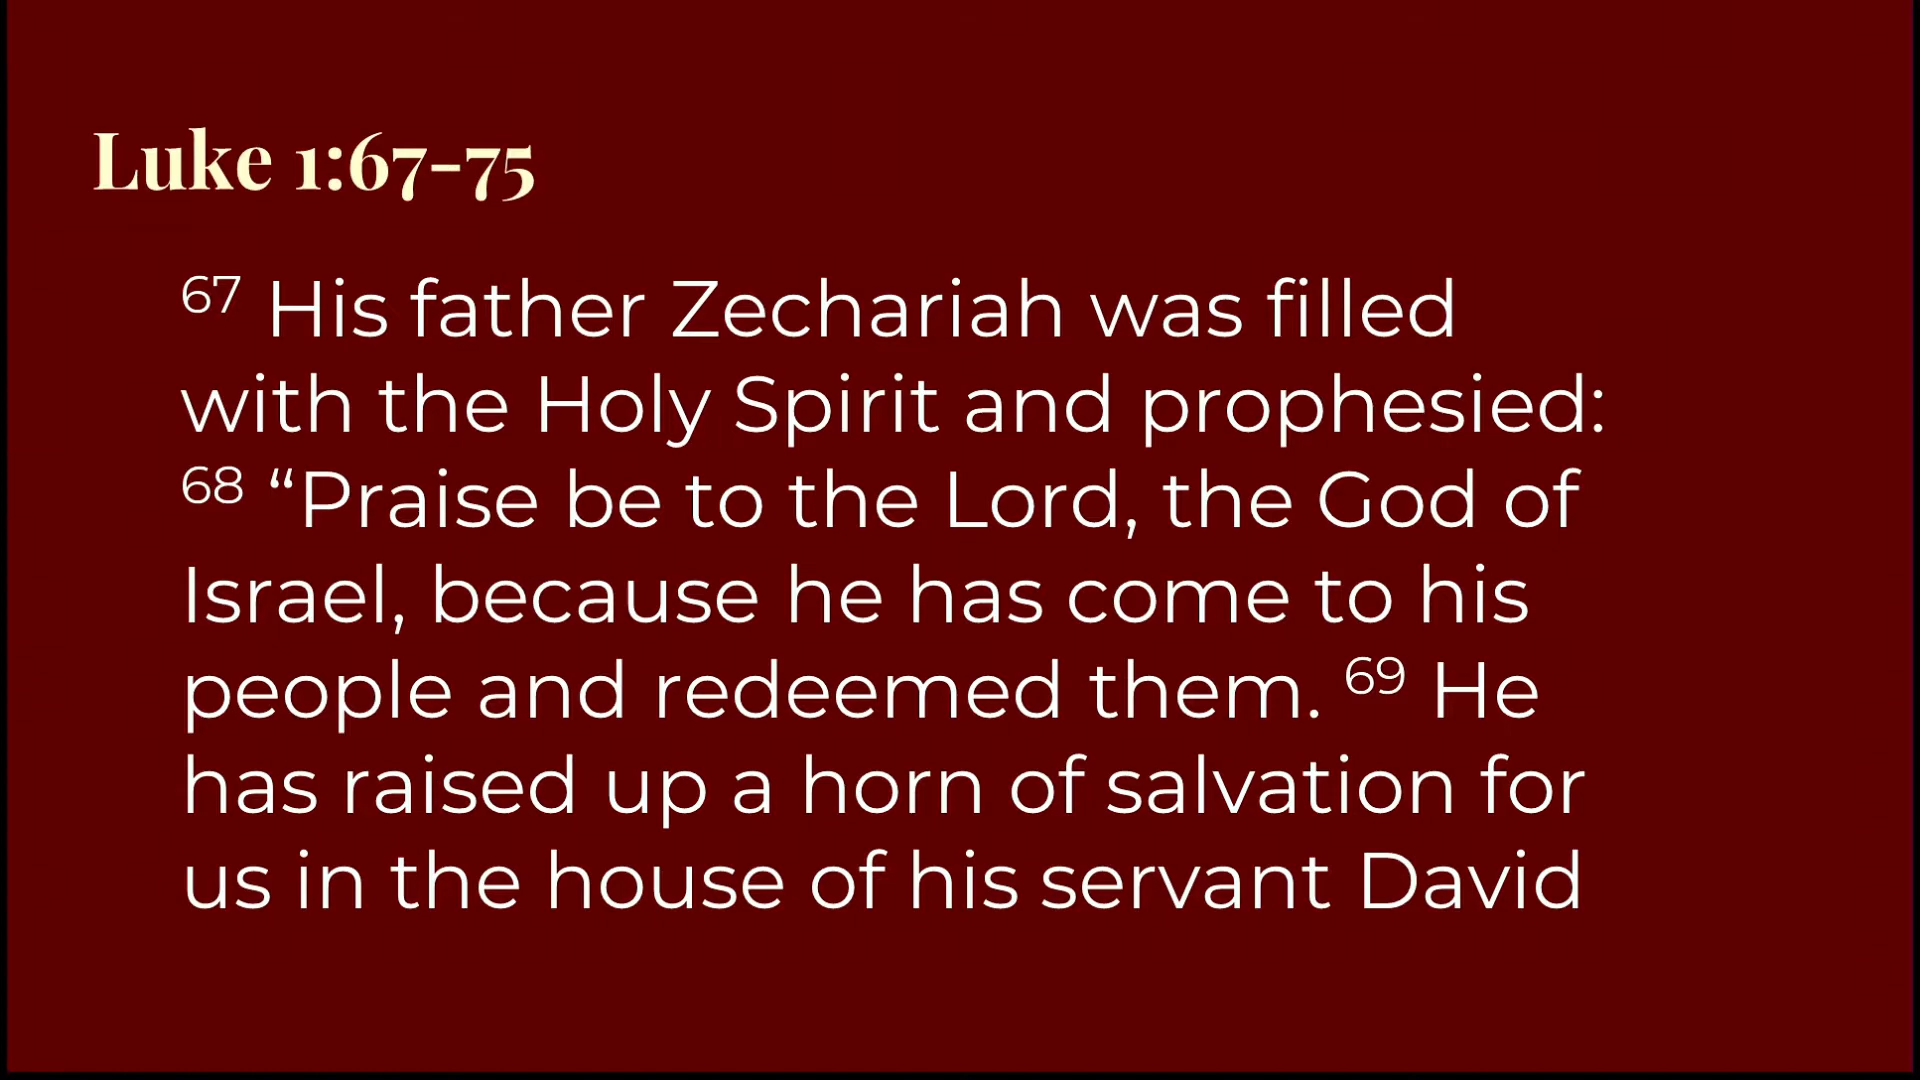 Luke 1:67-75
67 His father Zechariah was filled
with the Holy Spirit and prophesied:
68 “Praise be to the Lord, the God of
Israel, because he has come to his
people and redeemed them. 69 He
has raised up a horn of salvation for
us in the house of his servant David